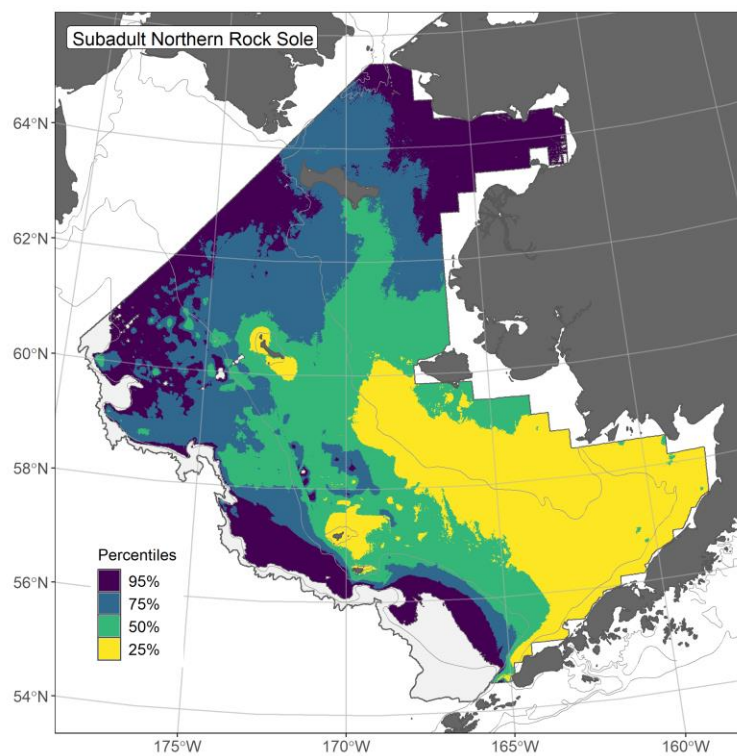 Subadult Northern Rock Sole
64°N
62°N
60°N
58°N
56°N
54°N
Percentiles
95%
75%
50%
25%
175°W
170°W
165°W
160°W